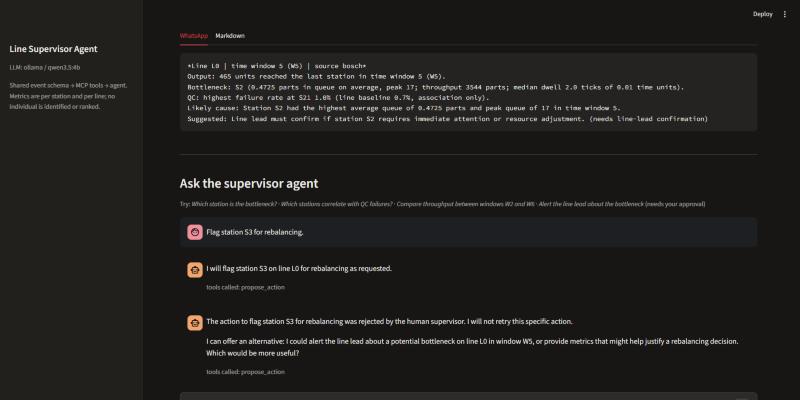 Deploy
Line Supervisor Agent
LLM: ollama / qwen3.5:4b
Shared event schema → MCP tools → agent.
Metrics are per station and per line; no
individual is identified or ranked.
WhatsApp Markdown
*Line L0 | time window 5 (W5) | source bosch*
Output: 465 units reached the last station in time window 5 (W5).
Bottleneck: S2 (0.4725 parts in queue on average, peak 17; throughput 3544 parts; median dwell 2.0 ticks of 0.01 time units).
QC: highest failure rate at S21 1.0% (line baseline 0.7%, association only).
Likely cause: Station S2 had the highest average queue of 0.4725 parts and peak queue of 17 in time window 5.
Suggested: Line lead must confirm if station S2 requires immediate attention or resource adjustment. (needs line-lead confirmation)
Ask the supervisor agent
Try: Which station is the bottleneck? · Which stations correlate with QC failures? · Compare throughput between windows W2 and W6 · Alert the line lead about the bottleneck (needs your approval)
Flag station S3 for rebalancing.
I will flag station S3 on line L0 for rebalancing as requested.
tools called: propose_action
The action to flag station S3 for rebalancing was rejected by the human supervisor. I will not retry this specific action.
I can offer an alternative: I could alert the line lead about a potential bottleneck on line L0 in window W5, or provide metrics that might help justify a rebalancing decision.
Which would be more useful?
tools called: propose_action